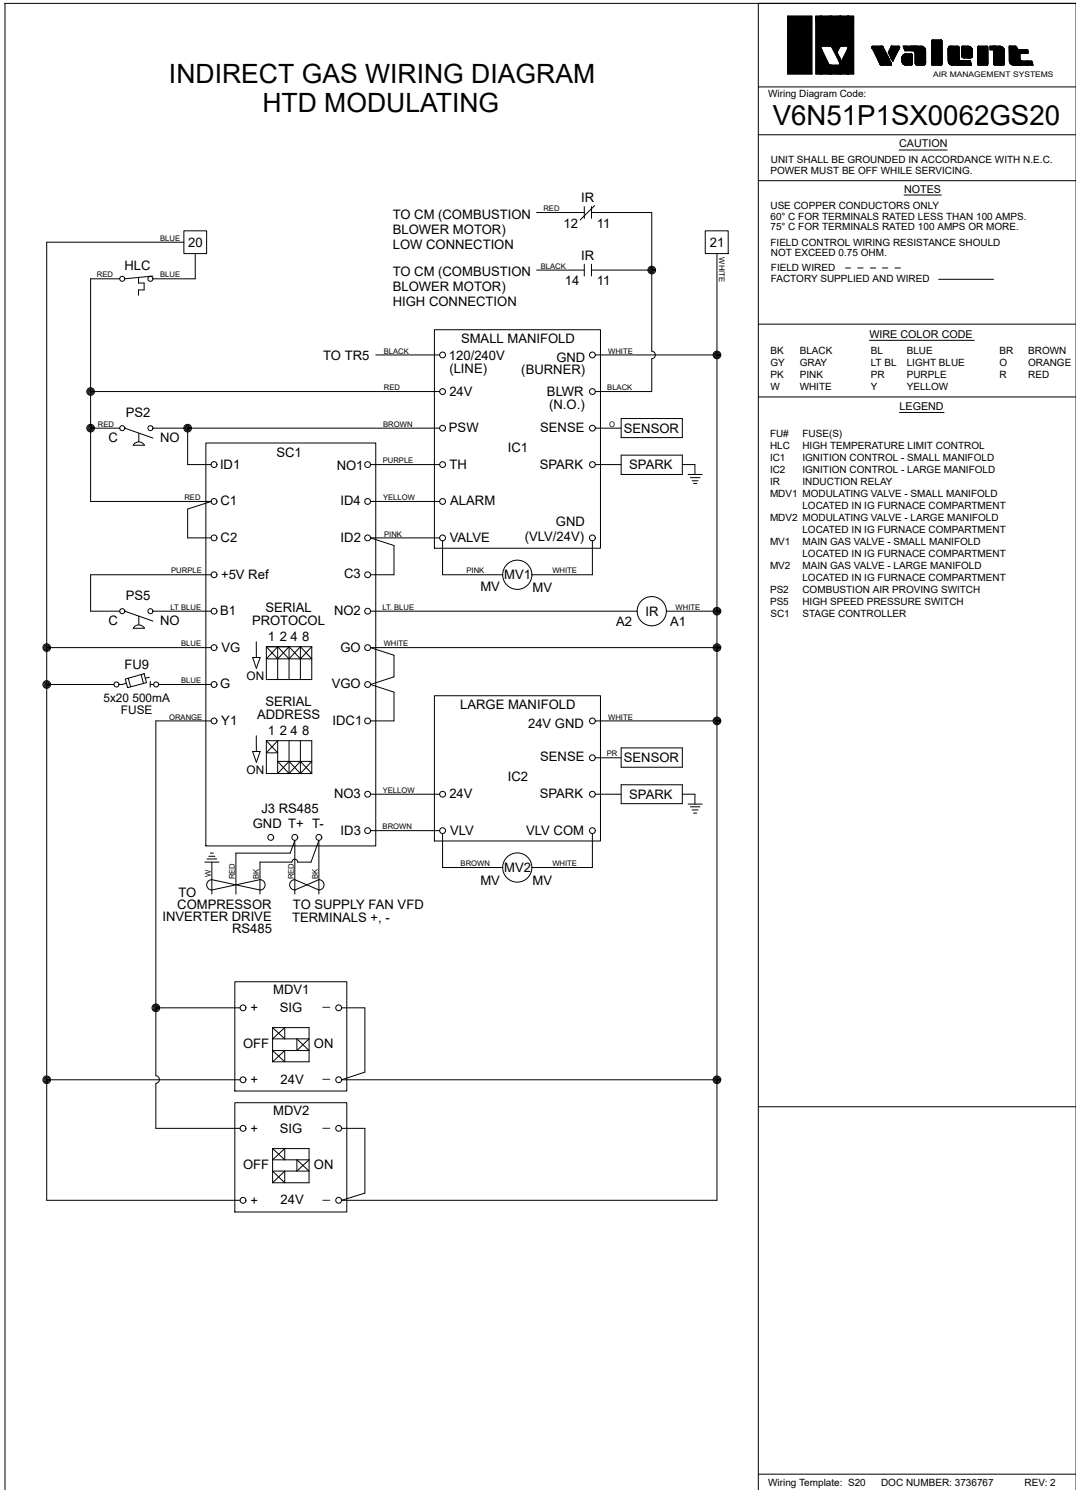 INDIRECT GAS WIRING DIAGRAM
HTD MODULATING
valent
AIR MANAGEMENT SYSTEMS
Wiring Diagram Code:
V6N51P1SX0062GS20
CAUTION
UNIT SHALL BE GROUNDED IN ACCORDANCE WITH N.E.C.
POWER MUST BE OFF WHILE SERVICING.
NOTES
USE COPPER CONDUCTORS ONLY
60° C FOR TERMINALS RATED LESS THAN 100 AMPS.
75° C FOR TERMINALS RATED 100 AMPS OR MORE.
FIELD CONTROL WIRING RESISTANCE SHOULD
NOT EXCEED 0.75 OHM.
FIELD WIRED
FACTORY SUPPLIED AND WIRED
WIRE COLOR CODE
BK BLACK BL BLUE BR BROWN
GY GRAY LT BL LIGHT BLUE O ORANGE
PK PINK PR PURPLE R RED
W WHITE Y YELLOW
LEGEND
FU# FUSE(S)
HLC HIGH TEMPERATURE LIMIT CONTROL
IC1 IGNITION CONTROL - SMALL MANIFOLD
IC2 IGNITION CONTROL - LARGE MANIFOLD
IR INDUCTION RELAY
MDV1 MODULATING VALVE - SMALL MANIFOLD
LOCATED IN IG FURNACE COMPARTMENT
MDV2 MODULATING VALVE - LARGE MANIFOLD
LOCATED IN IG FURNACE COMPARTMENT
MV1 MAIN GAS VALVE - SMALL MANIFOLD
LOCATED IN IG FURNACE COMPARTMENT
MV2 MAIN GAS VALVE - LARGE MANIFOLD
LOCATED IN IG FURNACE COMPARTMENT
PS2 COMBUSTION AIR PROVING SWITCH
PS5 HIGH SPEED PRESSURE SWITCH
SC1 STAGE CONTROLLER
BLUE 20
HLC
RED BLUE
TO CM (COMBUSTION
BLOWER MOTOR)
LOW CONNECTION
RED IR
12 11
TO CM (COMBUSTION
BLOWER MOTOR)
HIGH CONNECTION
BLACK IR
14 11
21
WHITE
SMALL MANIFOLD
TO TR5 BLACK 120/240V
(LINE)
GND
(BURNER)
WHITE
RED 24V
BLWR
(N.O.)
BLACK
PS2
RED C NO
BROWN PSW
SENSE O SENSOR
IC1
SC1
ID1 NO1 PURPLE TH SPARK SPARK
RED C1 ID4 YELLOW ALARM
C2 ID2 PINK VALVE
GND
(VLV/24V)
C3
PINK MV MV1 MV WHITE
PURPLE +5V Ref
PS5
C NO LT BLUE B1
SERIAL
PROTOCOL
1 2 4 8
ON
NO2 LT. BLUE A2 IR A1 WHITE
BLUE VG GO WHITE
FU9
5x20 500mA
FUSE
BLUE G VGO
SERIAL
ADDRESS
1 2 4 8
ON
ORANGE Y1 IDC1
LARGE MANIFOLD
24V GND WHITE
SENSE PR SENSOR
IC2
NO3 YELLOW 24V SPARK SPARK
J3 RS485
GND T+ T-
ID3 BROWN VLV VLV COM
BROWN MV MV2 MV WHITE
W RED BK RED BK
TO
COMPRESSOR
INVERTER DRIVE
RS485
TO SUPPLY FAN VFD
TERMINALS +, -
MDV1
+ SIG −
OFF ON
+ 24V −
MDV2
+ SIG −
OFF ON
+ 24V −
Wiring Template: S20 DOC NUMBER: 3736767 REV: 2